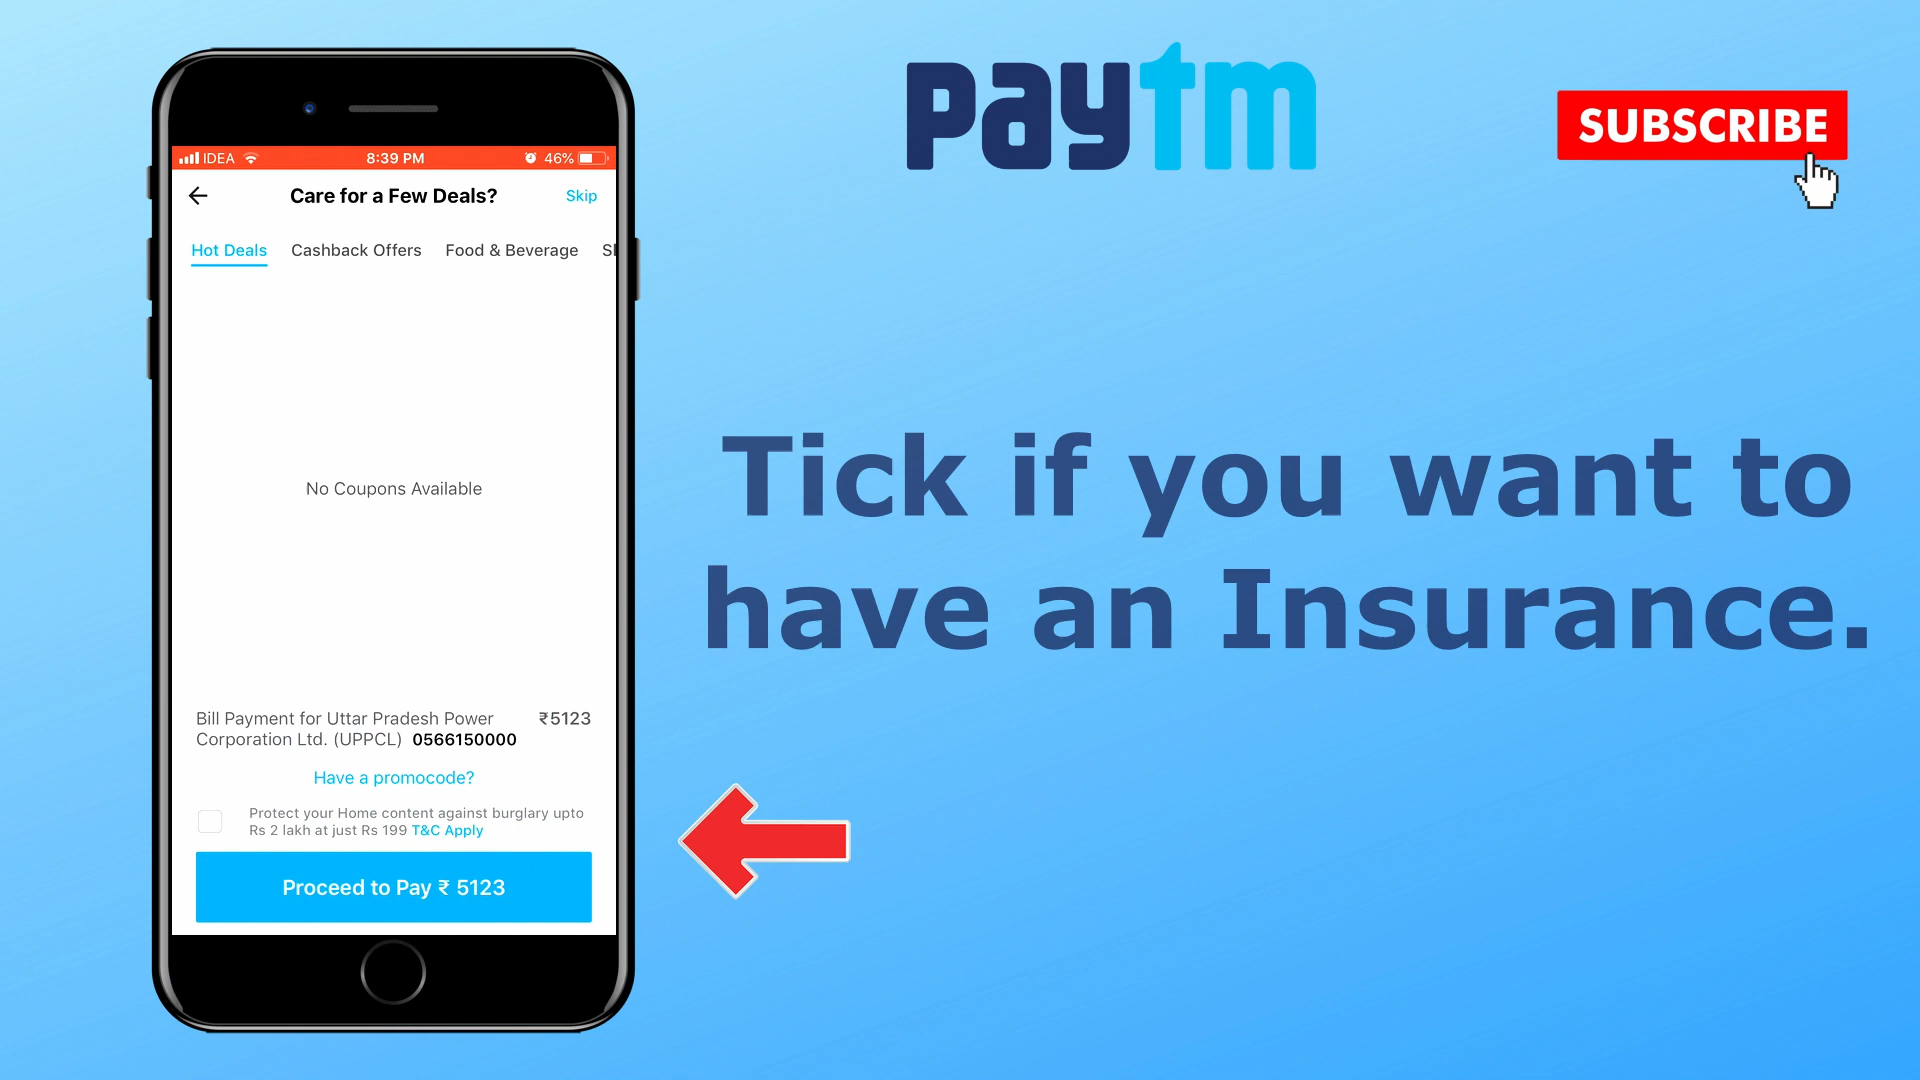 paytm
SUBSCRIBE
IDEA 8:39 PM 46%
Care for a Few Deals? Skip
Hot Deals Cashback Offers Food & Beverage
No Coupons Available
Tick if you want to
have an Insurance.
Bill Payment for Uttar Pradesh Power ₹5123
Corporation Ltd. (UPPCL) 0566150000
Have a promocode?
Protect your Home content against burglary upto
Rs 2 lakh at just Rs 199 T&C Apply
Proceed to Pay ₹ 5123